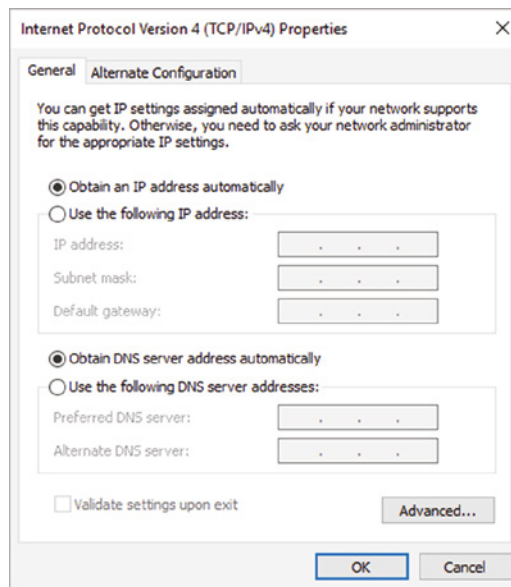 Internet Protocol Version 4 (TCP/IPv4) Properties
General
Alternate Configuration
You can get IP settings assigned automatically if your network supports
this capability. Otherwise, you need to ask your network administrator
for the appropriate IP settings.
Obtain an IP address automatically
Use the following IP address:
IP address:
Subnet mask:
Default gateway:
Obtain DNS server address automatically
Use the following DNS server addresses:
Preferred DNS server:
Alternate DNS server:
Validate settings upon exit
Advanced...
OK
Cancel